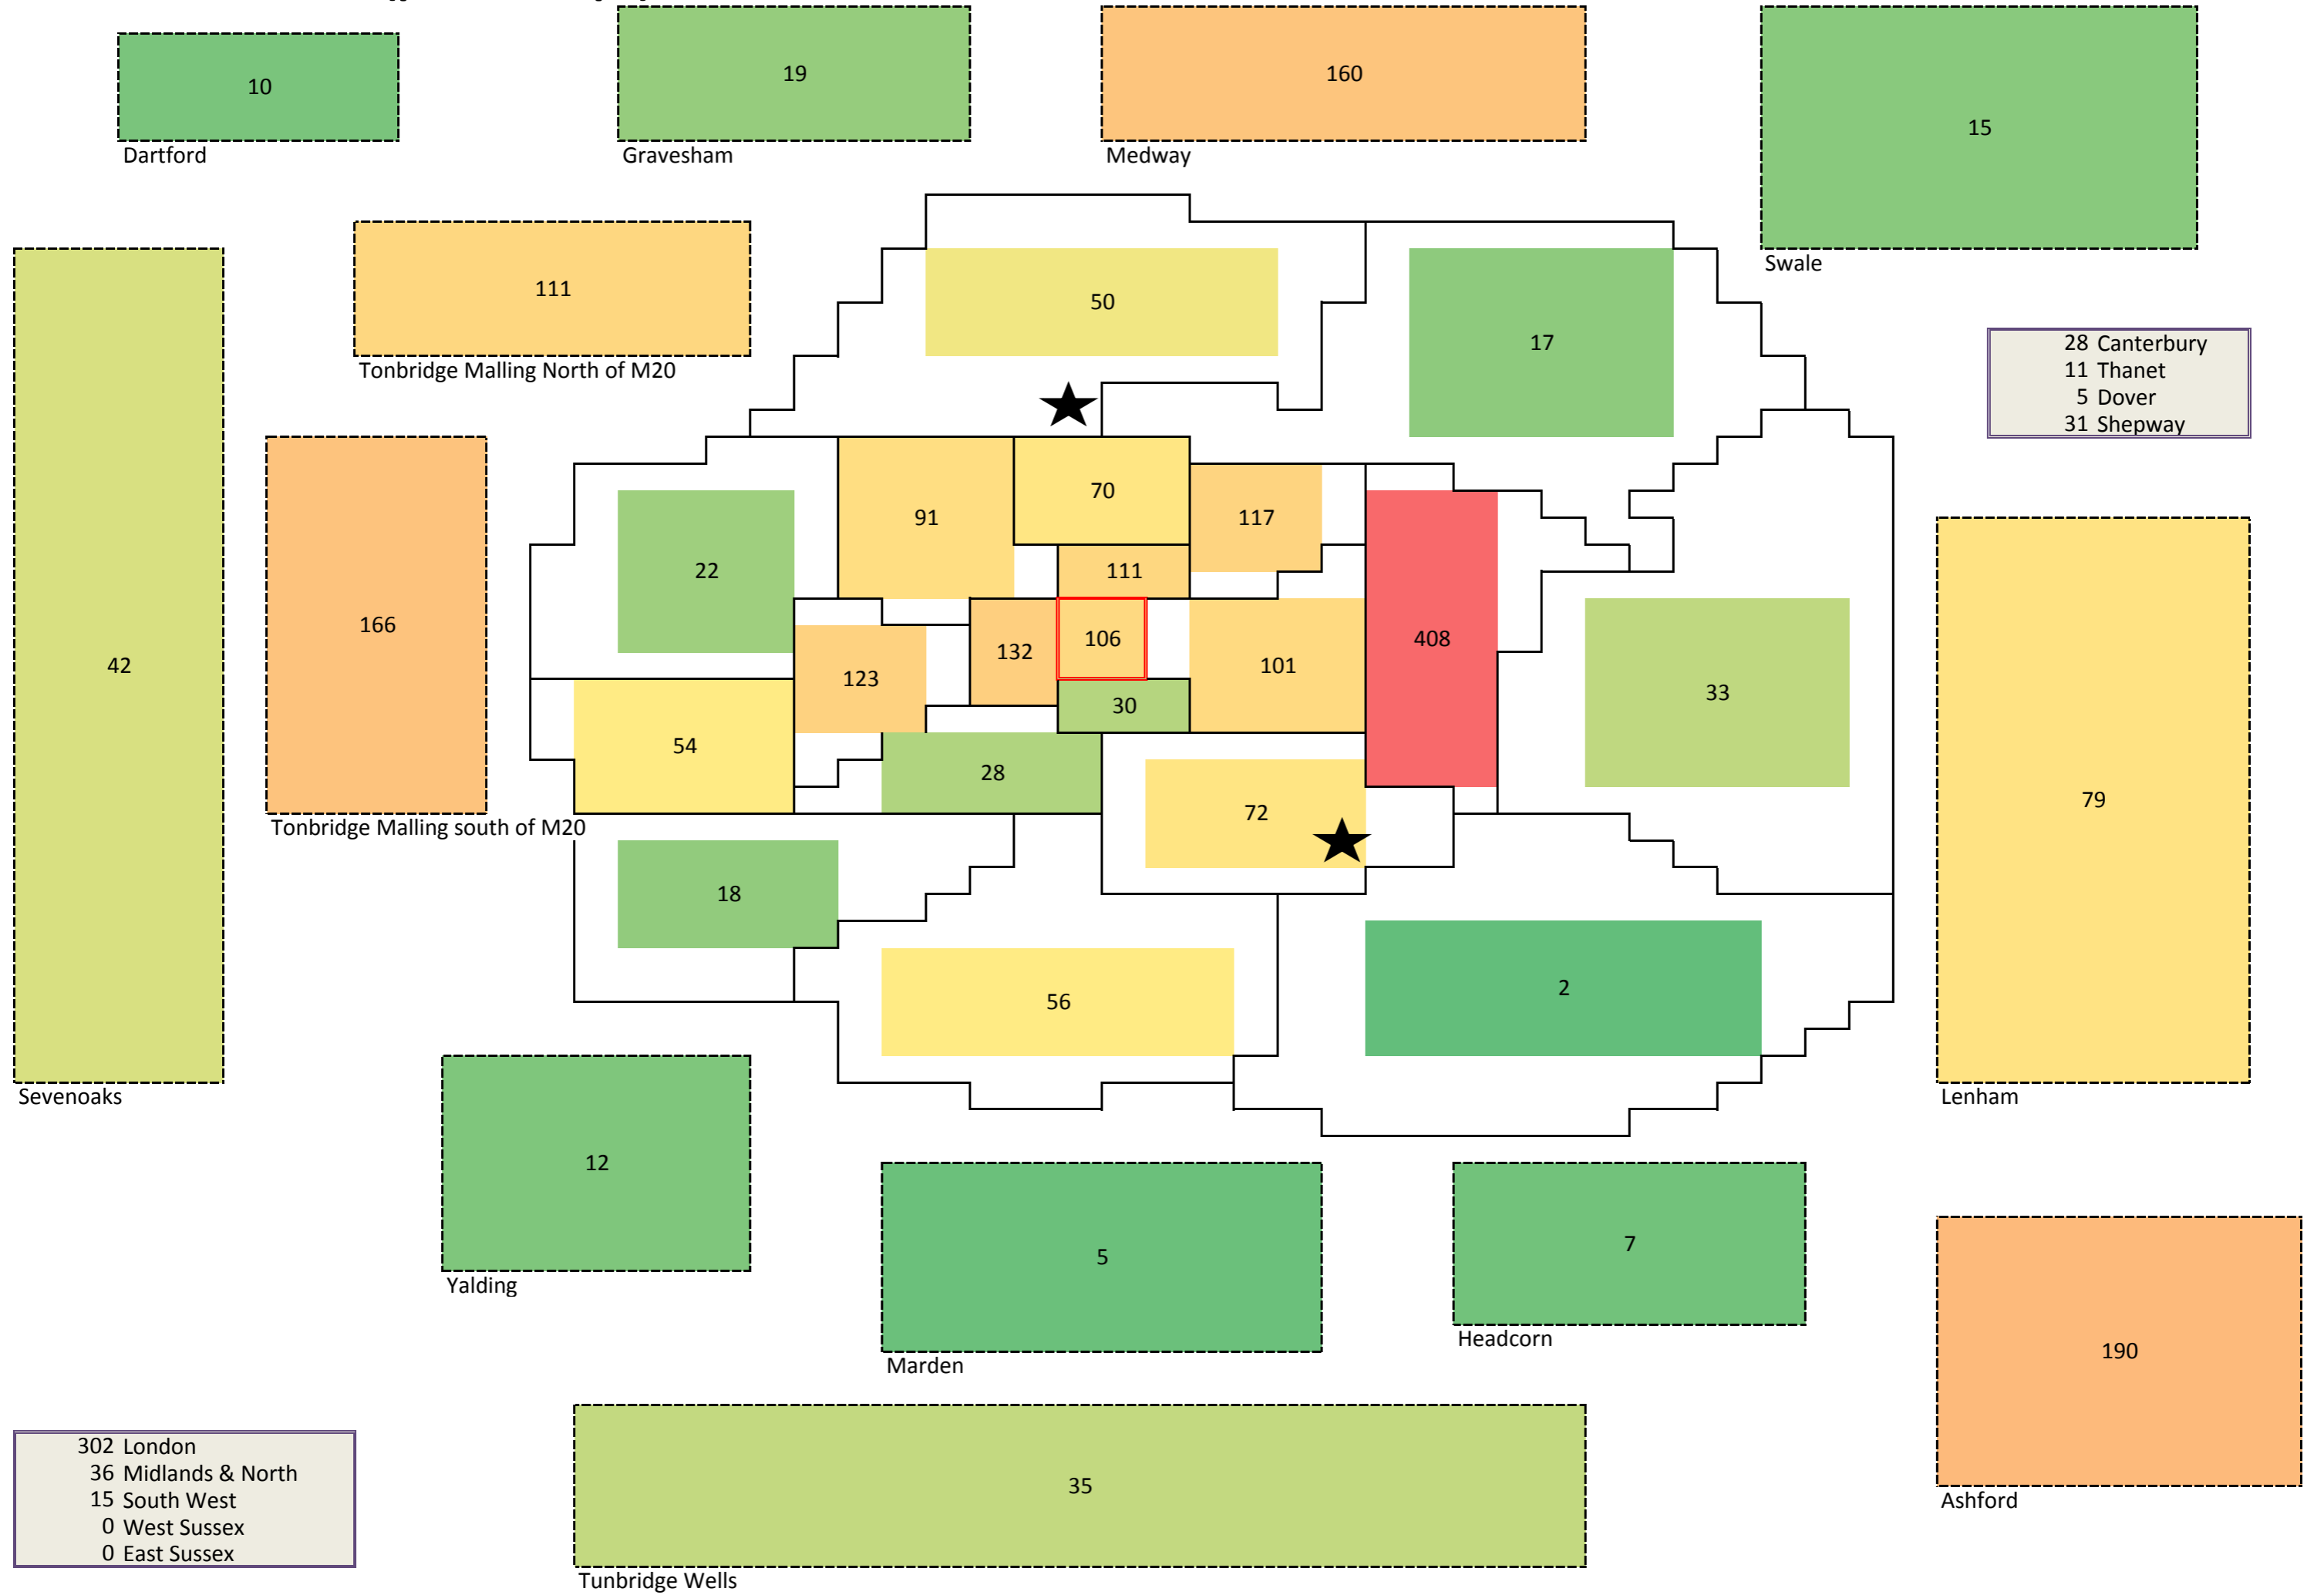 10
Dartford
19
Gravesham
160
Medway
15
Swale
111
Tonbridge Malling North of M20
50
17
28 Canterbury
11 Thanet
5 Dover
31 Shepway
42
Sevenoaks
166
Tonbridge Malling south of M20
22
91
70
117
111
408
123
132
106
101
30
33
54
28
72
79
Lenham
18
56
2
12
Yalding
5
Marden
7
Headcorn
190
Ashford
302 London
36 Midlands & North
15 South West
0 West Sussex
0 East Sussex
35
Tunbridge Wells